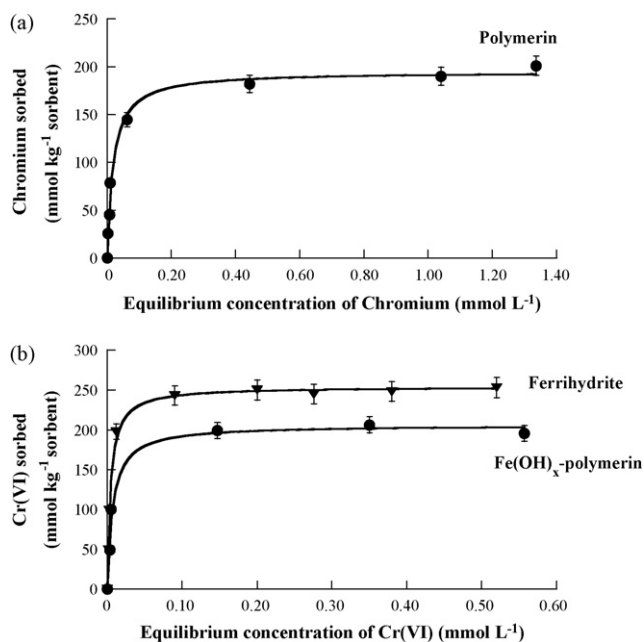 (a)
250
200
150
100
50
0
Chromium sorbed
(mmol kg⁻¹ sorbent)
Polymerin
0 0.20 0.40 0.60 0.80 1.00 1.20 1.40
Equilibrium concentration of Chromium (mmol L⁻¹)
(b)
300
250
200
150
100
50
0
Cr(VI) sorbed
(mmol kg⁻¹ sorbent)
Ferrihydrite
Fe(OH)ₓ-polymerin
0 0.10 0.20 0.30 0.40 0.50 0.60
Equilibrium concentration of Cr(VI) (mmol L⁻¹)